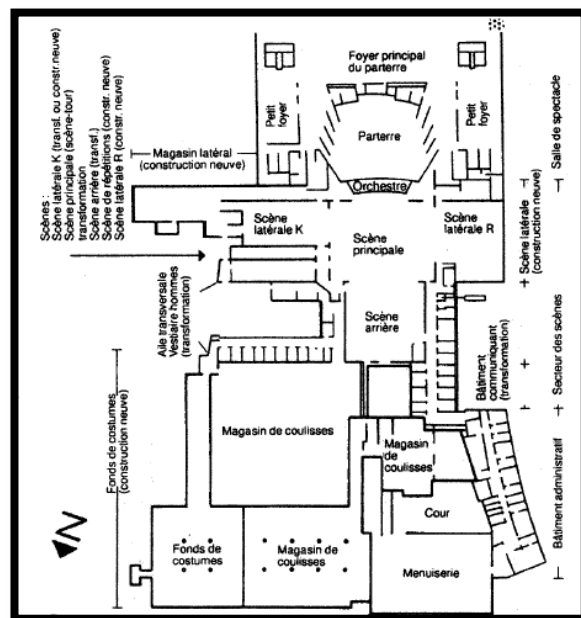 Foyer principal
du parterre
Petit
foyer
Petit
foyer
Parterre
Orchestre
Magasin latéral
(construction neuve)
Scènes :
Scène latérale K (transf. ou constr. neuve)
Scène principale (scène-tour)
transformation
Scène arrière (transf.)
Scène de répétitions (constr. neuve)
Scène latérale R (constr. neuve)
Salle de spectacle
Scène
latérale K
Scène
latérale R
Scène
principale
Scène latérale
(construction neuve)
Scène
arrière
Aile transversale
Vestiaire hommes
(transformation)
Bâtiment communiquant
(transformation)
Secteur des scènes
Fonds de costumes
(construction neuve)
Magasin de coulisses
Magasin
de
coulisses
Cour
Bâtiment administratif
N
Fonds de
costumes
Magasin de
coulisses
Menuiserie